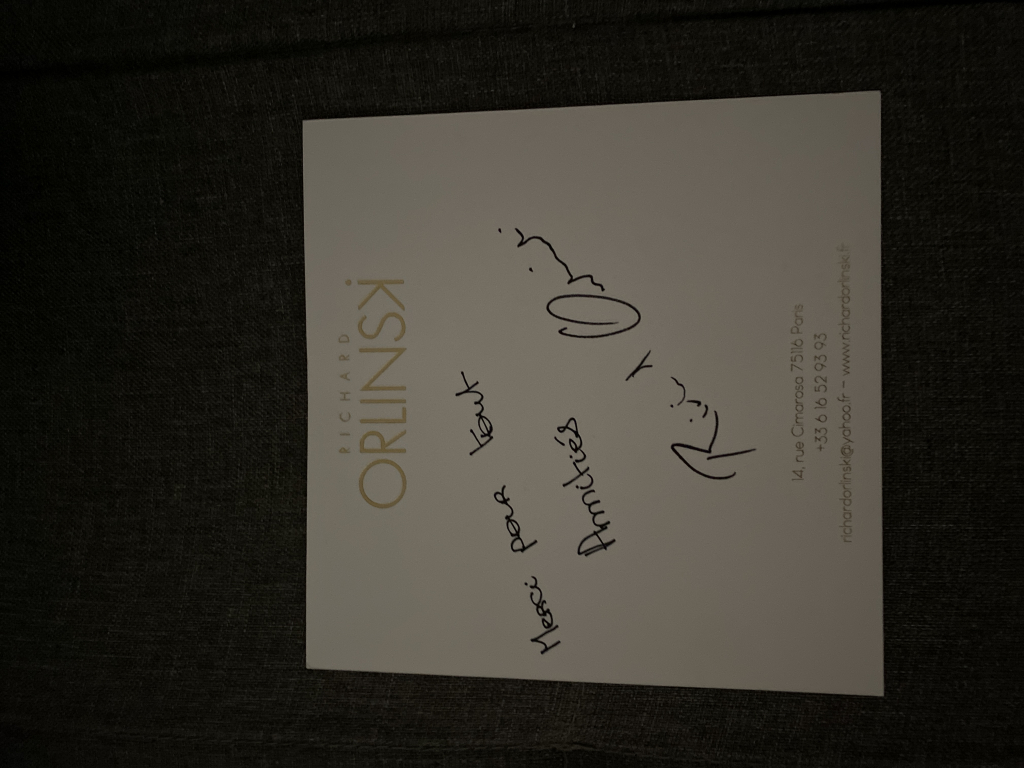 RICHARD
ORLINSKI
Merci pour tout
Amitiés
14, rue Cimarosa 75116 Paris
+33 6 16 52 93 93
richardorlinski@yahoo.fr – www.richardorlinski.fr